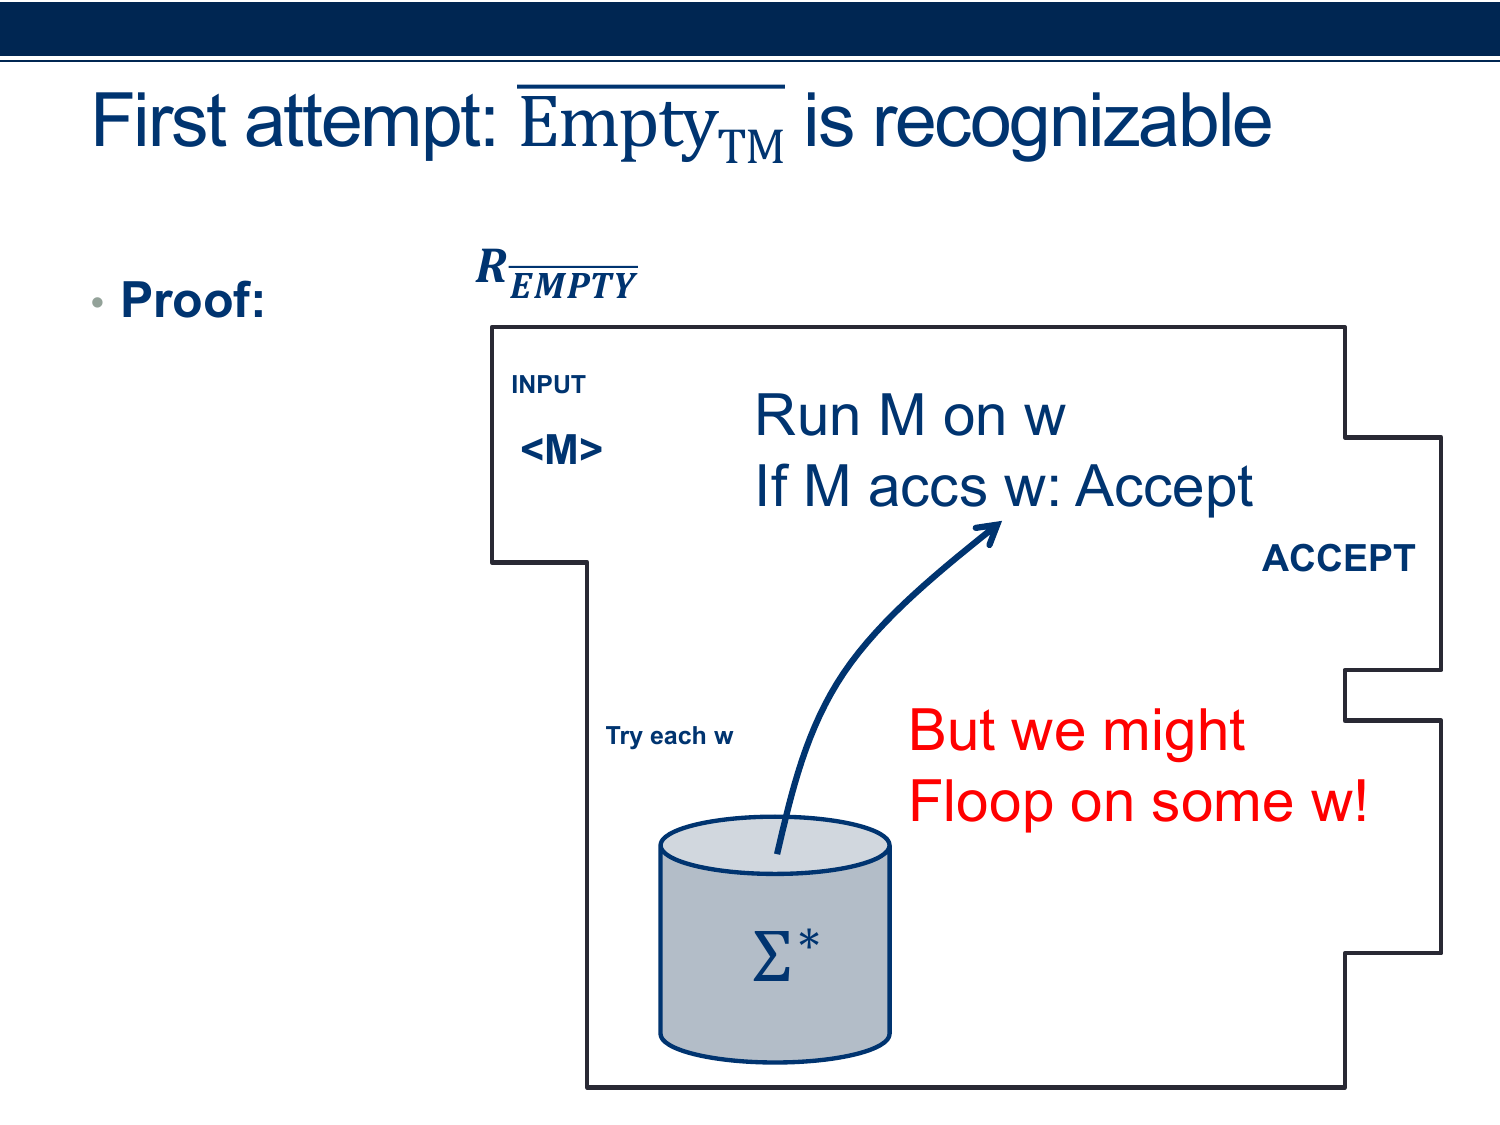 First attempt: $\overline{\text{Empty}_{\text{TM}}}$ is recognizable
• Proof:
$R_{\overline{EMPTY}}$
INPUT
<M>
Run M on w
If M accs w: Accept
ACCEPT
Try each w
But we might
Floop on some w!
Σ*